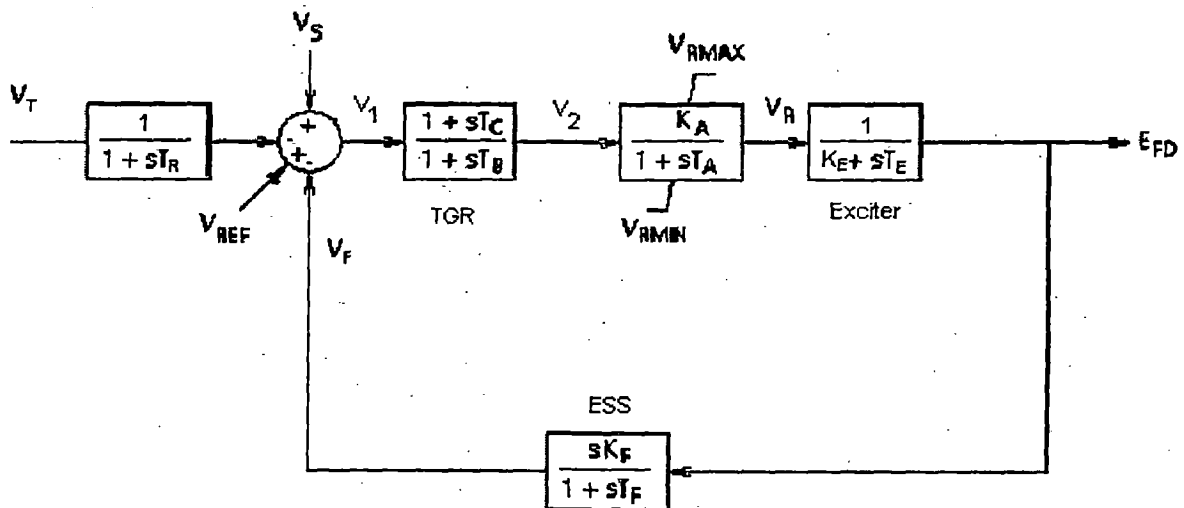 V_S
V_T
1
1 + sT_R
+
-
+
-
V_REF
V_1
1 + sT_C
1 + sT_B
TGR
V_2
V_RMAX
K_A
1 + sT_A
V_RMIN
V_R
1
K_E + sT_E
Exciter
E_FD
V_F
ESS
sK_F
1 + sT_F